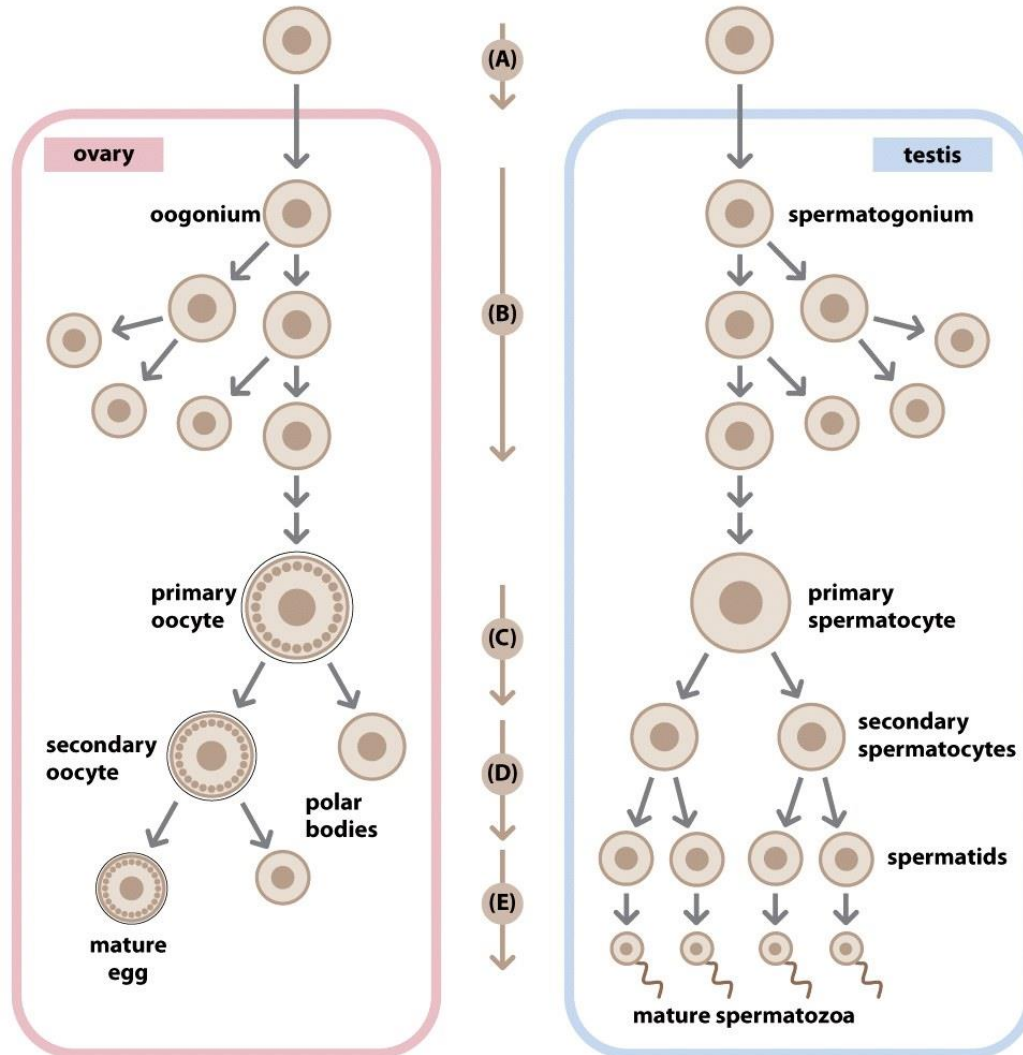 (A)
ovary
testis
oogonium
spermatogonium
(B)
primary
oocyte
primary
spermatocyte
(C)
secondary
oocyte
secondary
spermatocytes
(D)
polar
bodies
spermatids
(E)
mature
egg
mature spermatozoa